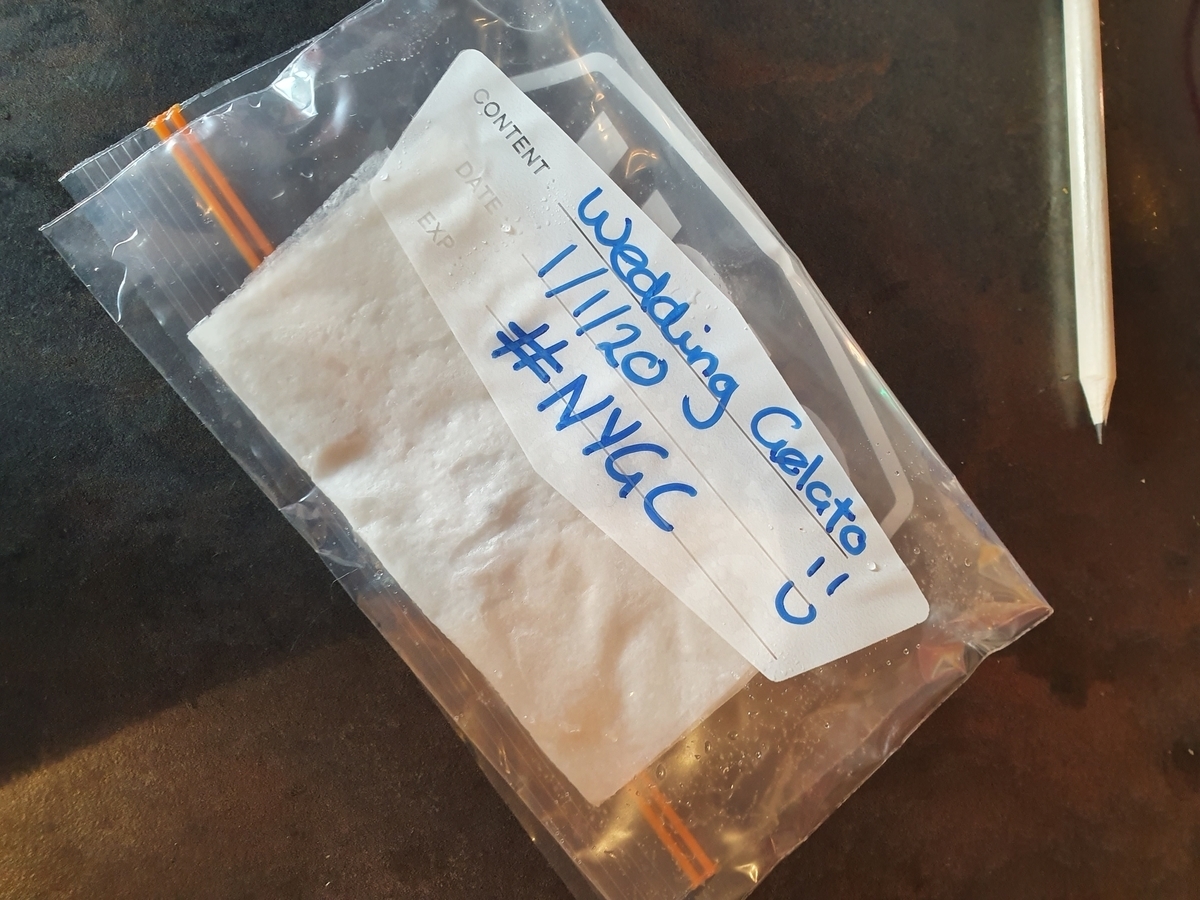 CONTENT : Wedding Gelato
DATE : 1/1/20
EXP #NYGC